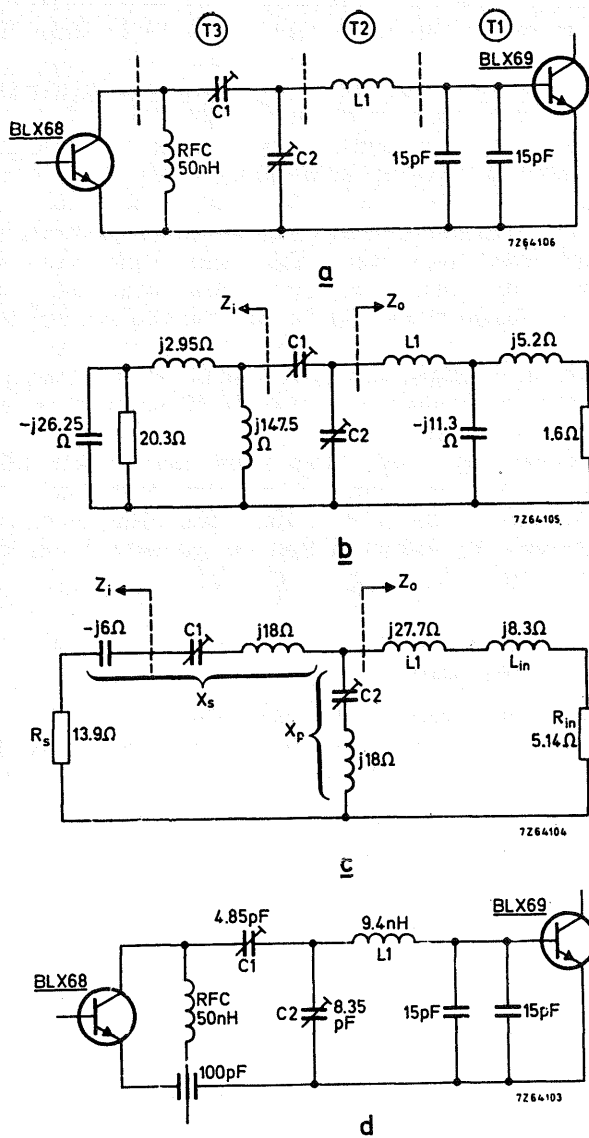 T3 T2 T1
BLX69
C1
L1
BLX68
RFC
50nH
C2
15pF
15pF
7Z64106
a
Zi Zo
j2.95Ω C1 L1 j5.2Ω
-j26.25
Ω
20.3Ω
j147.5
Ω
C2
-j11.3
Ω
1.6Ω
7Z64105
b
Zi Zo
-j6Ω C1 j18Ω j27.7Ω j8.3Ω
L1 Lin
Xs
C2
Rs 13.9Ω
Xp
j18Ω
Rin
5.14Ω
7Z64104
c
BLX69
4.85pF 9.4nH
C1 L1
BLX68
RFC
50nH
C2 8.35
pF
15pF 15pF
100pF
7Z64103
d